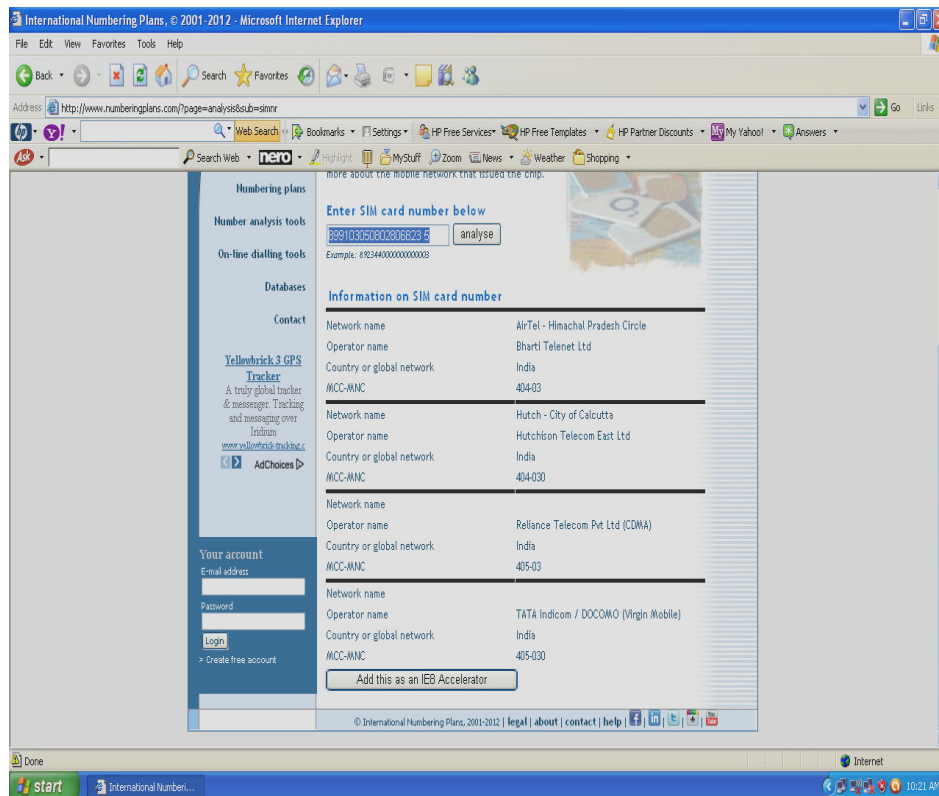 International Numbering Plans, © 2001-2012 - Microsoft Internet Explorer
File Edit View Favorites Tools Help
Back Search Favorites
Address http://www.numberingplans.com/?page=analysis&sub=simnr Go Links
Web Search Bookmarks Settings HP Free Services HP Free Templates HP Partner Discounts My Yahoo! Answers
Ask Search Web nero Highlight MyStuff Zoom News Weather Shopping
more about the mobile network that issued the chip.
Numbering plans
Number analysis tools
On-line dialling tools
Databases
Contact
Yellowbrick 3 GPS
Tracker
A truly global tracker
& messenger. Tracking
and messaging over
Iridium
www.yellowbrick-tracking.c
AdChoices
Your account
E-mail address
Password
Login
> Create free account
Enter SIM card number below
899103050802806823 5 analyse
Example: 8923440000000000003
Information on SIM card number
Network name AirTel - Himachal Pradesh Circle
Operator name Bharti Telenet Ltd
Country or global network India
MCC-MNC 404-03
Network name Hutch - City of Calcutta
Operator name Hutchison Telecom East Ltd
Country or global network India
MCC-MNC 404-030
Network name
Operator name Reliance Telecom Pvt Ltd (CDMA)
Country or global network India
MCC-MNC 405-03
Network name
Operator name TATA Indicom / DOCOMO (Virgin Mobile)
Country or global network India
MCC-MNC 405-030
Add this as an IE8 Accelerator
© International Numbering Plans, 2001-2012 | legal | about | contact | help |
Done Internet
start International Numberi... 10:21 AM